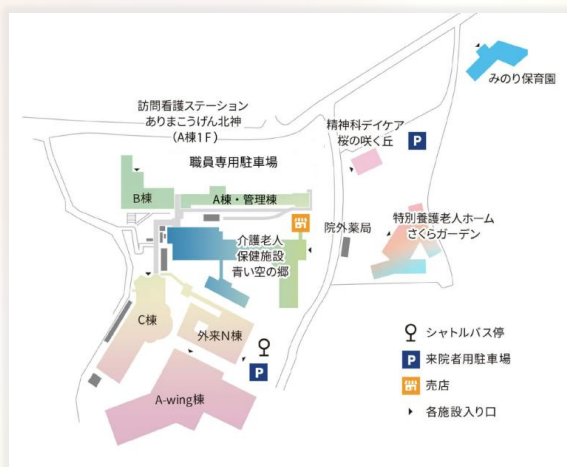 みのり保育園
訪問看護ステーション
ありまこうげん北神
（A棟1F）
精神科デイケア
桜の咲く丘
P
職員専用駐車場
B棟
A棟・管理棟
院外薬局
特別養護老人ホーム
さくらガーデン
介護老人
保健施設
青い空の郷
C棟
外来N棟
P
A-wing棟
シャトルバス停
P 来院者用駐車場
売店
各施設入り口